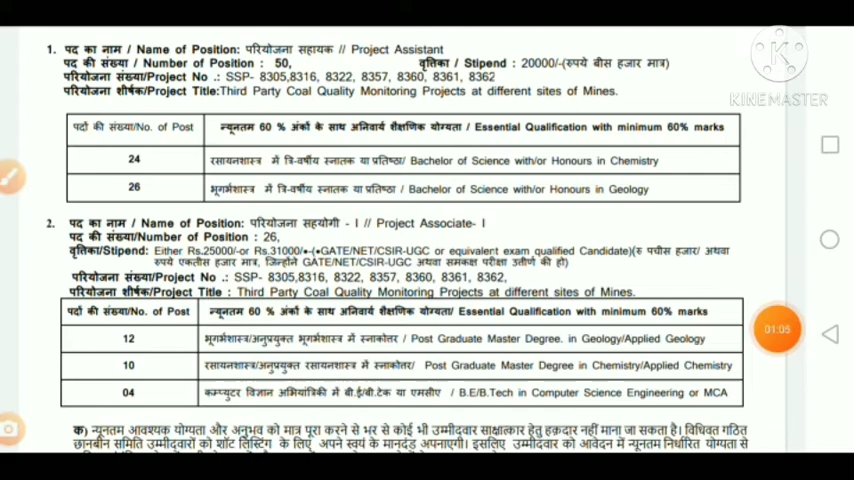 1. पद का नाम / Name of Position: परियोजना सहायक // Project Assistant
पद की संख्या / Number of Position : 50, वृत्तिका / Stipend : 20000/-(रुपये बीस हजार मात्र)
परियोजना संख्या/Project No .: SSP- 8305,8316, 8322, 8357, 8360, 8361, 8362
परियोजना शीर्षक/Project Title:Third Party Coal Quality Monitoring Projects at different sites of Mines.
KINEMASTER
पदों की संख्या/No. of Post न्यूनतम 60 % अंकों के साथ अनिवार्य शैक्षणिक योग्यता / Essential Qualification with minimum 60% marks
24 रसायनशास्त्र में त्रि-वर्षीय स्नातक या प्रतिष्ठा/ Bachelor of Science with/or Honours in Chemistry
26 भूगर्भशास्त्र में त्रि-वर्षीय स्नातक या प्रतिष्ठा / Bachelor of Science with/or Honours in Geology
2. पद का नाम / Name of Position: परियोजना सहयोगी - I // Project Associate- I
पद की संख्या/Number of Position : 26,
वृत्तिका/Stipend: Either Rs.25000/-or Rs.31000/•-(•GATE/NET/CSIR-UGC or equivalent exam qualified Candidate)(रु पचीस हजार/ अथवा
रुपये एकतीस हजार मात्र, जिन्होंने GATE/NET/CSIR-UGC अथवा समकक्ष परीक्षा उत्तीर्ण की हो)
परियोजना संख्या/Project No .: SSP- 8305,8316, 8322, 8357, 8360, 8361, 8362,
परियोजना शीर्षक/Project Title : Third Party Coal Quality Monitoring Projects at different sites of Mines.
पदों की संख्या/No. of Post न्यूनतम 60 % अंकों के साथ अनिवार्य शैक्षणिक योग्यता/ Essential Qualification with minimum 60% marks
12 भूगर्भशास्त्र/अनुप्रयुक्त भूगर्भशास्त्र में स्नाकोत्तर / Post Graduate Master Degree. in Geology/Applied Geology
01:05
10 रसायनशास्त्र/अनुप्रयुक्त रसायनशास्त्र में स्नाकोत्तर/ Post Graduate Master Degree in Chemistry/Applied Chemistry
04 कम्प्युटर विज्ञान अभियांत्रिकी में बी.ई/बी.टेक या एमसीए / B.E/B.Tech in Computer Science Engineering or MCA
क) न्यूनतम आवश्यक योग्यता और अनुभव को मात्र पूरा करने से भर से कोई भी उम्मीदवार साक्षात्कार हेतु हक़दार नहीं माना जा सकता है। विधिवत गठित
छानबीन समिति उम्मीदवारों को शॉट लिस्टिंग के लिए अपने स्वयं के मानदंड अपनाएगी। इसलिए उम्मीदवार को आवेदन में न्यूनतम निर्धारित योग्यता से